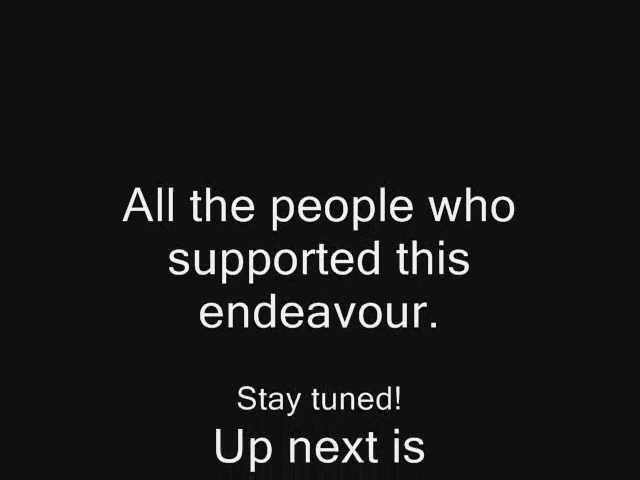 All the people who
supported this
endeavour.
Stay tuned!
Up next is